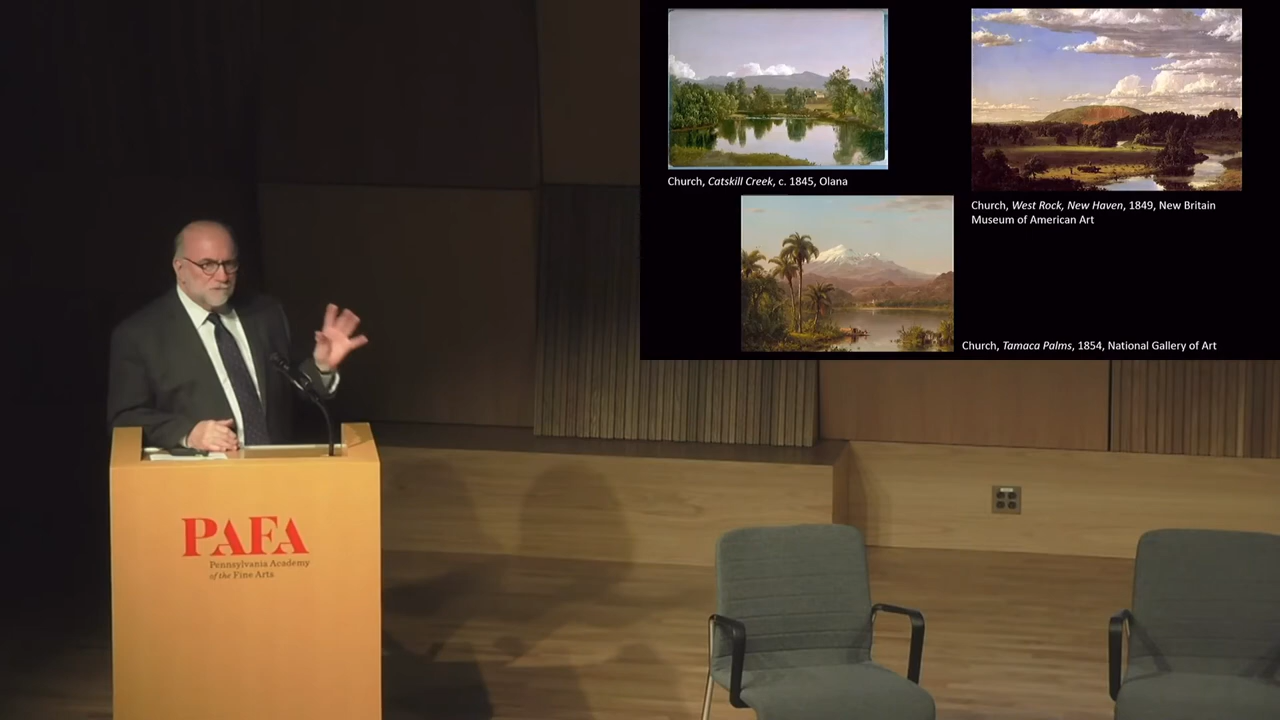 Church, Catskill Creek, c. 1845, Olana
Church, West Rock, New Haven, 1849, New Britain
Museum of American Art
Church, Tamaca Palms, 1854, National Gallery of Art
PAFA
Pennsylvania Academy
of the Fine Arts